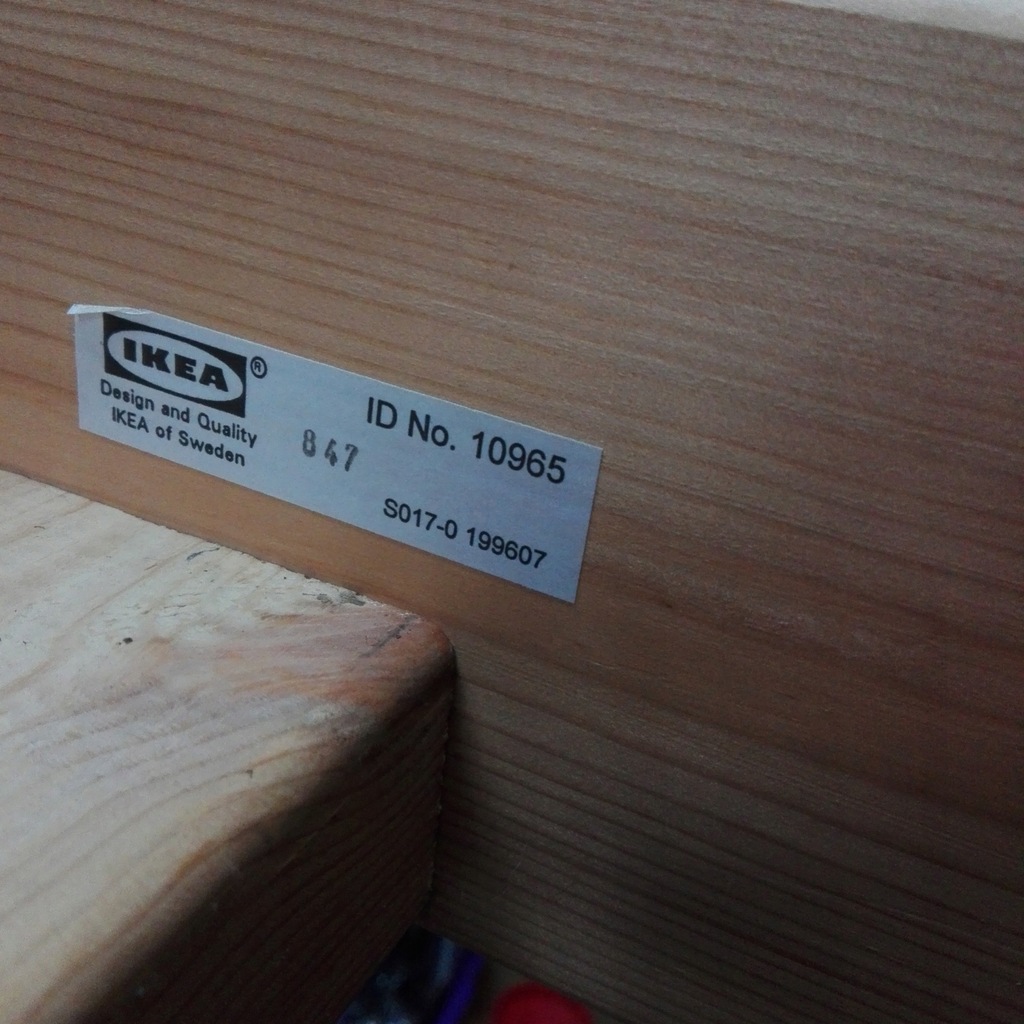 IKEA®
Design and Quality
IKEA of Sweden
847
ID No. 10965
S017-0 199607